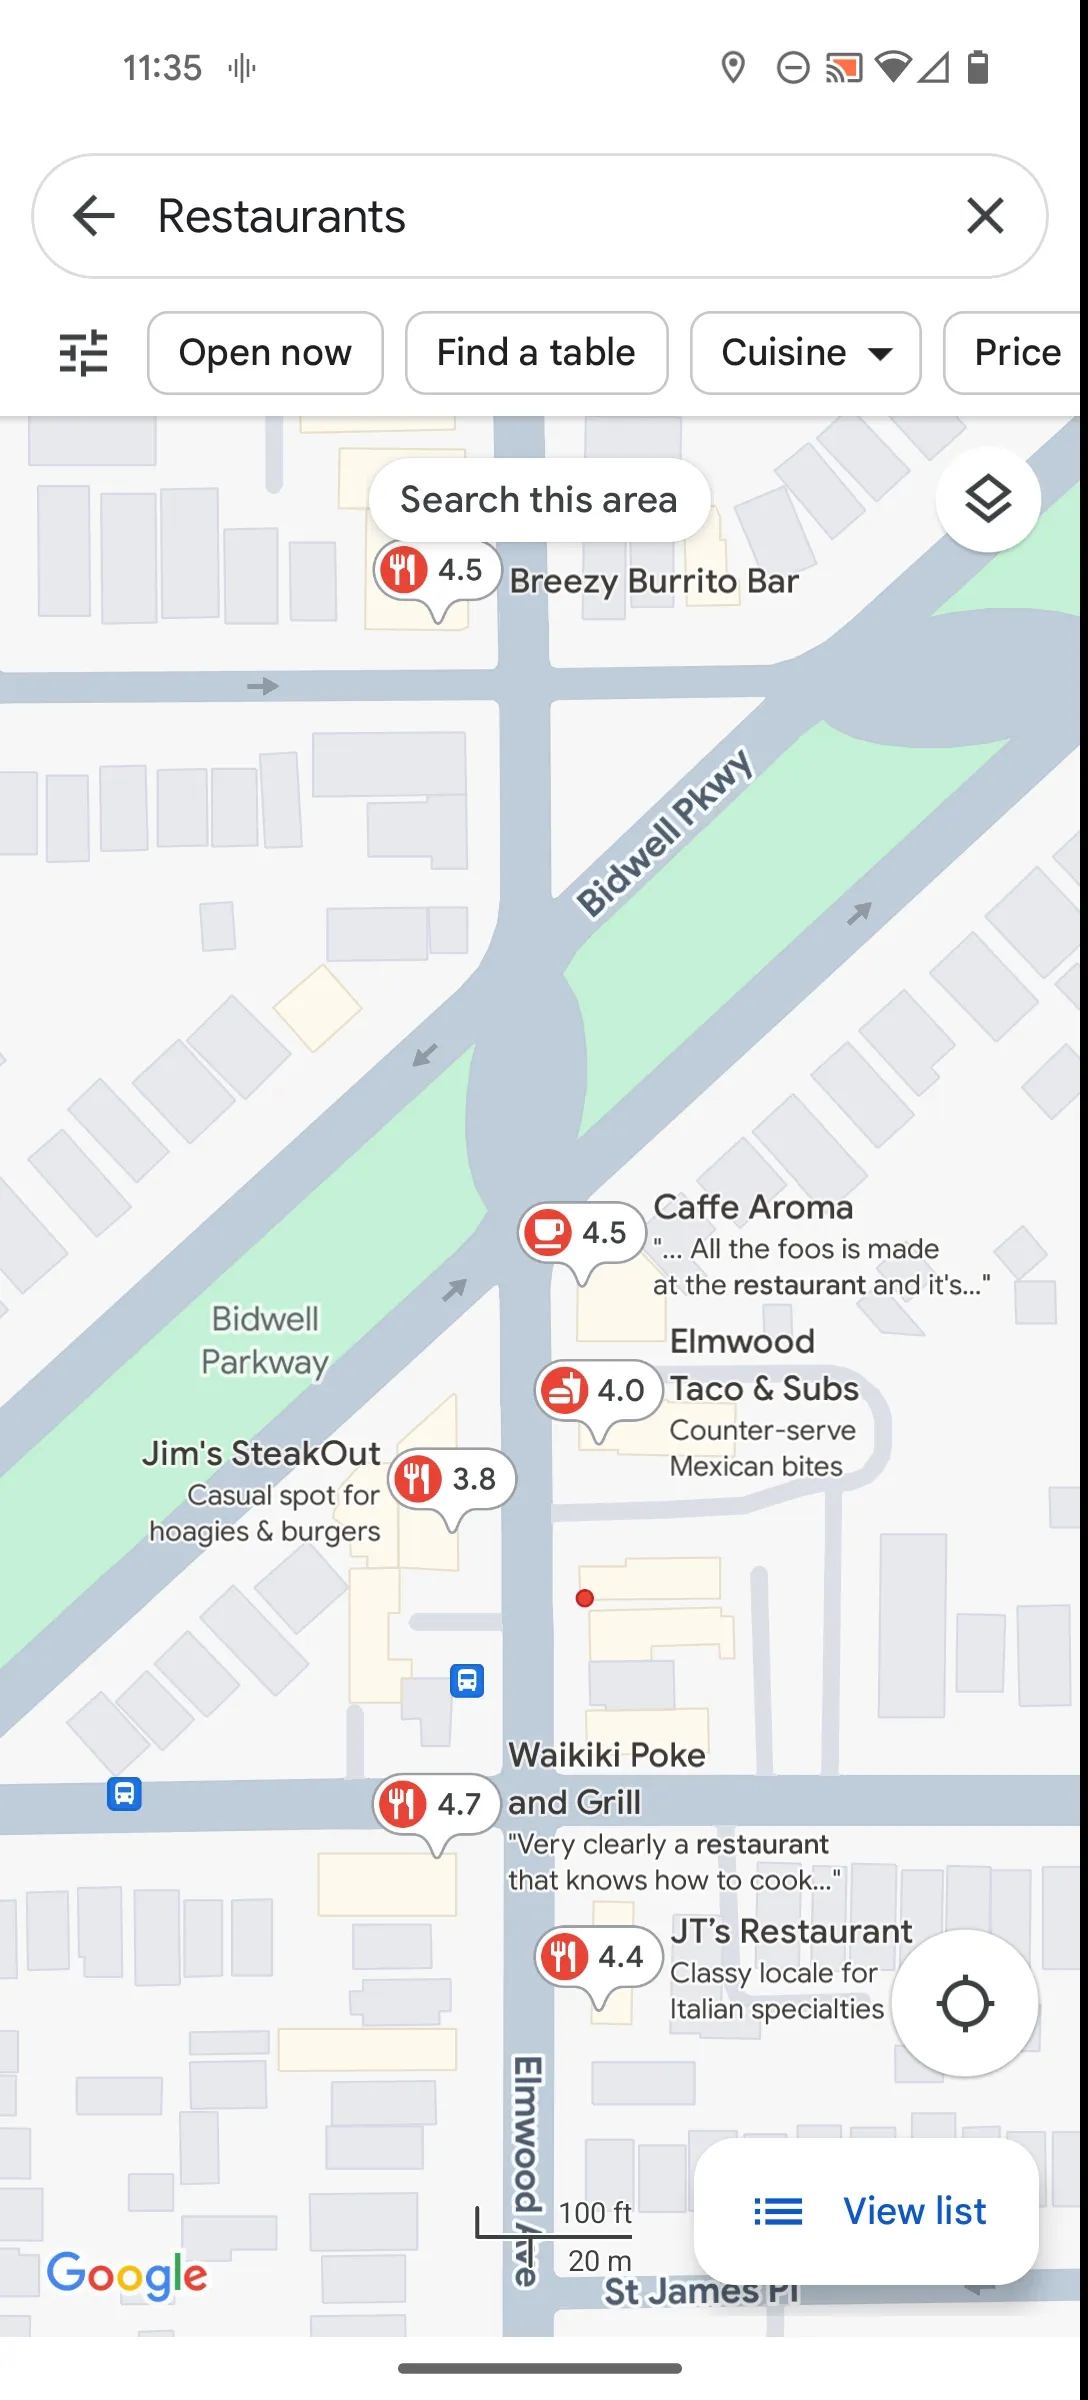 11:35
Restaurants
Open now
Find a table
Cuisine
Price
Search this area
4.5
Breezy Burrito Bar
Bidwell Pkwy
4.5
Caffe Aroma
"... All the foos is made
at the restaurant and it's..."
Bidwell
Parkway
4.0
Elmwood
Taco & Subs
Counter-serve
Mexican bites
Jim's SteakOut
Casual spot for
hoagies & burgers
3.8
Waikiki Poke
and Grill
"Very clearly a restaurant
that knows how to cook..."
4.7
JT's Restaurant
Classy locale for
Italian specialties
4.4
Elmwood Ave
100 ft
20 m
View list
Google
St James Pl